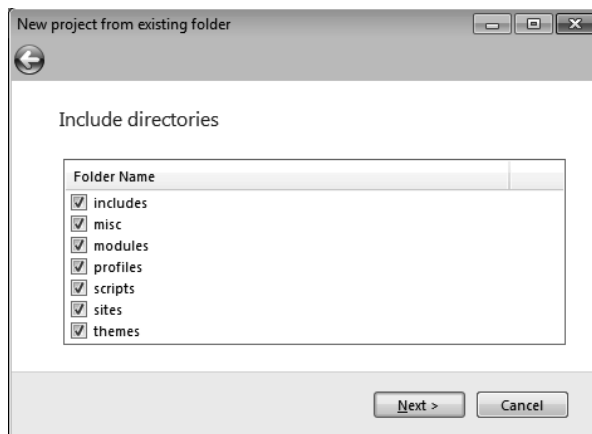 New project from existing folder
Include directories
Folder Name
includes
misc
modules
profiles
scripts
sites
themes
Next >
Cancel